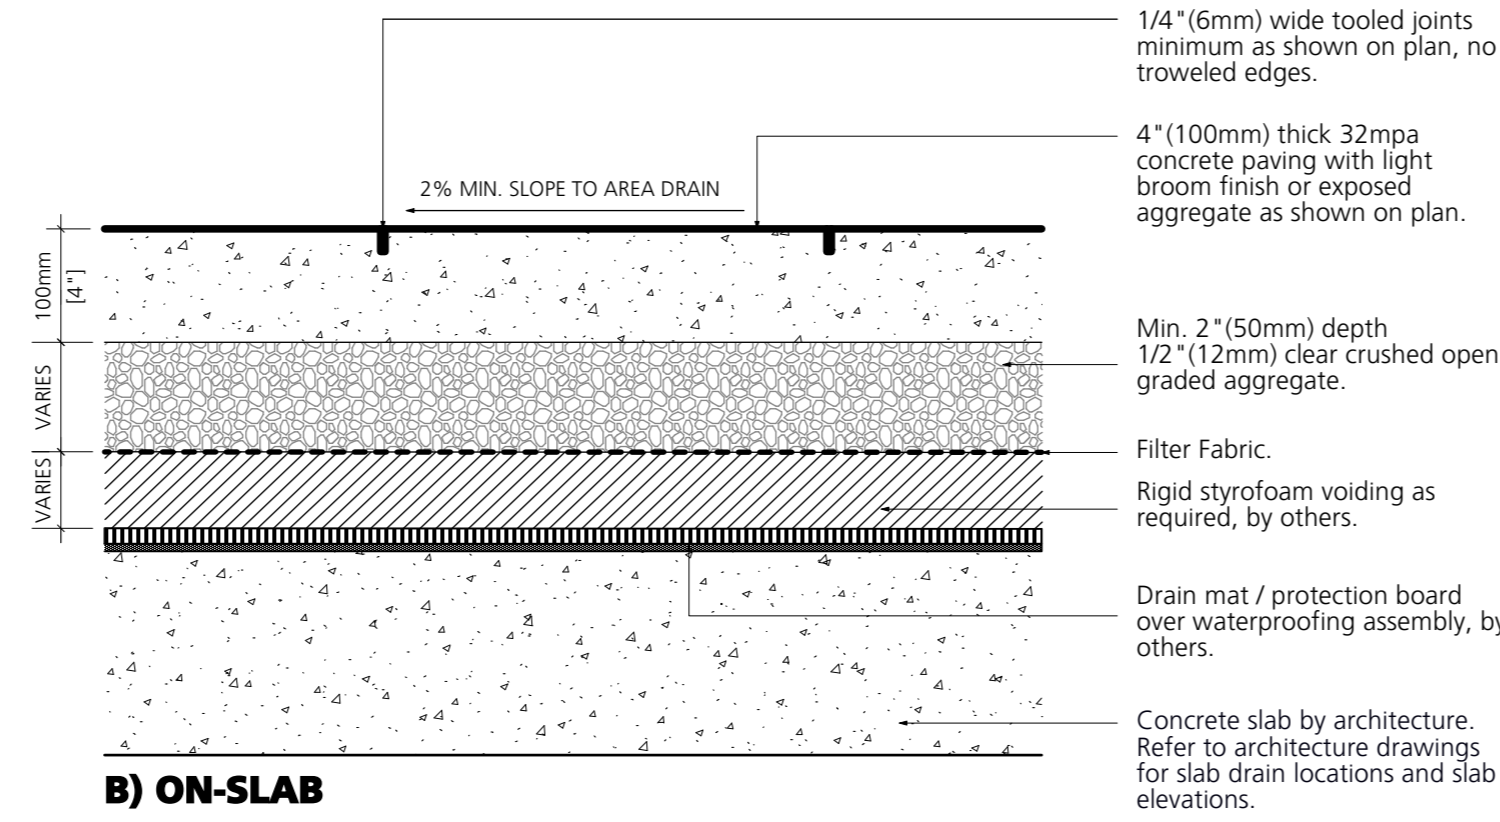 1/4"(6mm) wide tooled joints
minimum as shown on plan, no
troweled edges.
4"(100mm) thick 32mpa
concrete paving with light
broom finish or exposed
aggregate as shown on plan.
2% MIN. SLOPE TO AREA DRAIN
100mm
[4"]
VARIES
VARIES
Min. 2"(50mm) depth
1/2"(12mm) clear crushed open
graded aggregate.
Filter Fabric.
Rigid styrofoam voiding as
required, by others.
Drain mat / protection board
over waterproofing assembly, by
others.
Concrete slab by architecture.
Refer to architecture drawings
for slab drain locations and slab
elevations.
B) ON-SLAB